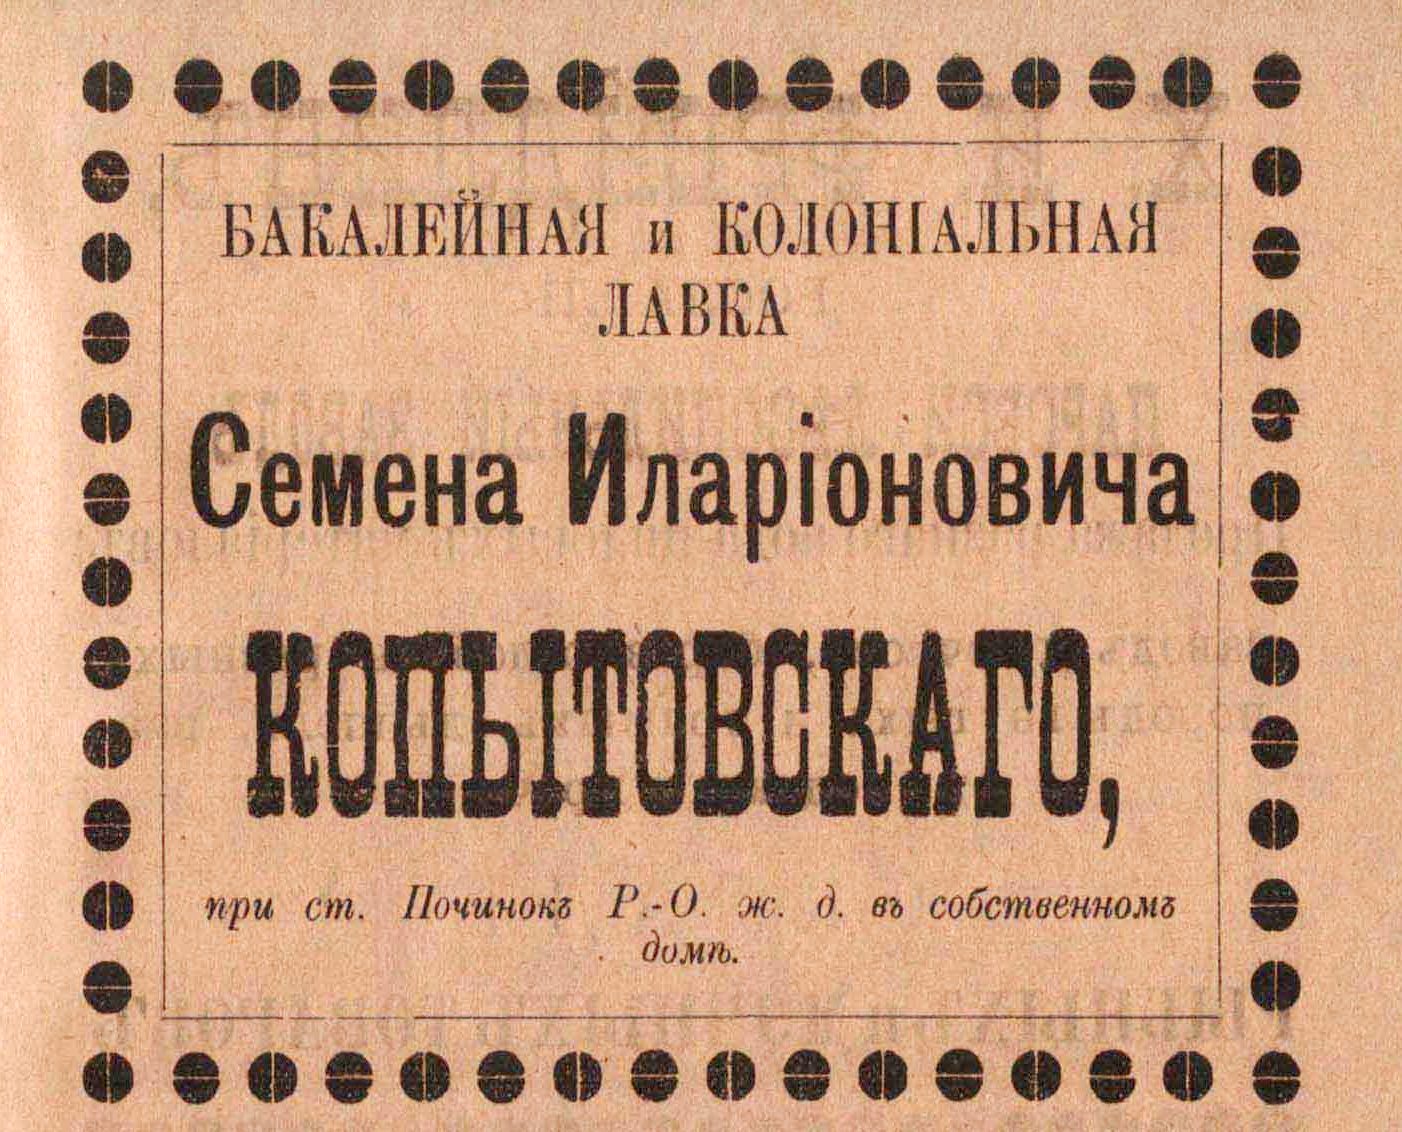 БАКАЛЕЙНАЯ и КОЛОНІАЛЬНАЯ
ЛАВКА
Семена Иларіоновича
КОПЫТОВСКАГО,
при ст. Починокъ Р.-О. ж. д. въ собственномъ
домѣ.